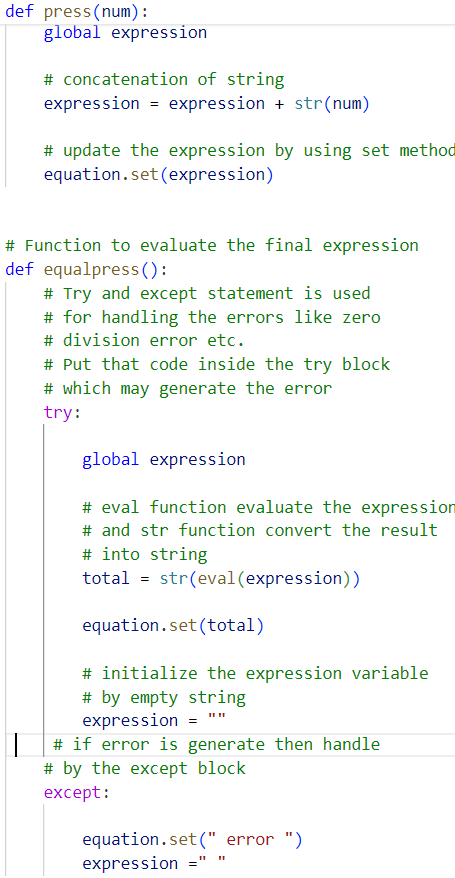 def press(num):
global expression
# concatenation of string
expression = expression + str(num)
# update the expression by using set method
equation.set(expression)
# Function to evaluate the final expression
def equalpress():
# Try and except statement is used
# for handling the errors like zero
# division error etc.
# Put that code inside the try block
# which may generate the error
try:
global expression
# eval function evaluate the expression
# and str function convert the result
# into string
total = str(eval(expression))
equation.set(total)
# initialize the expression variable
# by empty string
expression = ""
# if error is generate then handle
# by the except block
except:
equation.set(" error ")
expression =" "